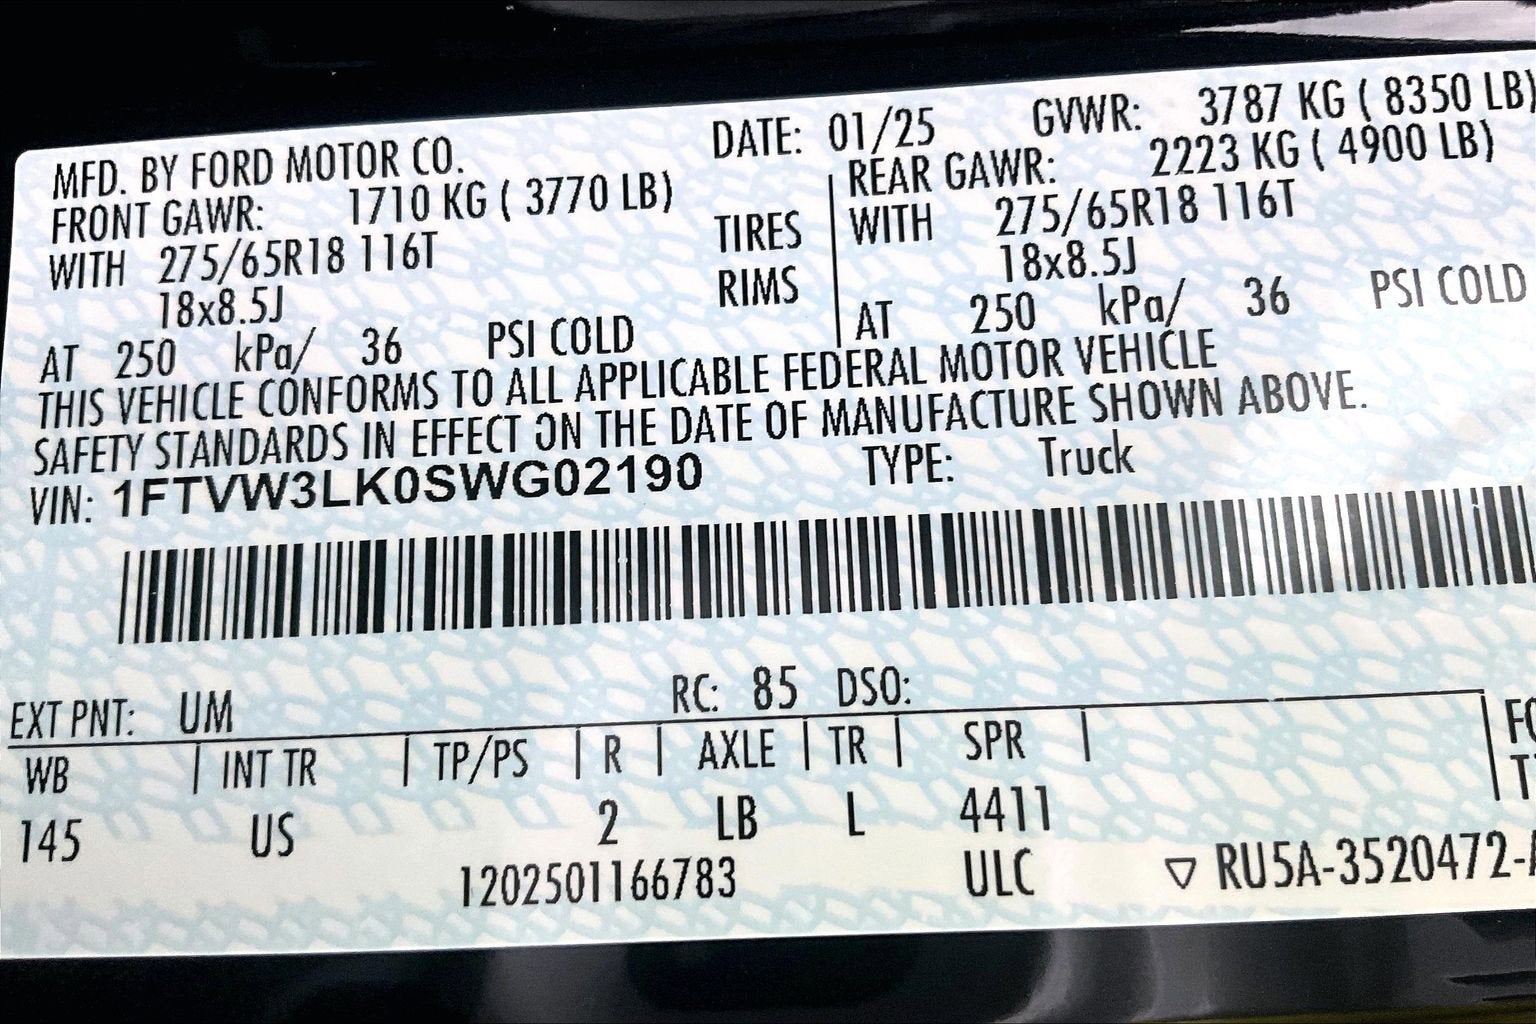 MFD. BY FORD MOTOR CO. DATE: 01/25 GVWR: 3787 KG ( 8350 LB)
FRONT GAWR: 1710 KG ( 3770 LB) REAR GAWR: 2223 KG ( 4900 LB)
WITH 275/65R18 116T TIRES WITH 275/65R18 116T
18x8.5J RIMS 18x8.5J
AT 250 kPa/ 36 PSI COLD AT 250 kPa/ 36 PSI COLD
THIS VEHICLE CONFORMS TO ALL APPLICABLE FEDERAL MOTOR VEHICLE
SAFETY STANDARDS IN EFFECT ON THE DATE OF MANUFACTURE SHOWN ABOVE.
VIN: 1FTVW3LK0SWG02190 TYPE: Truck
EXT PNT: UM RC: 85 DSO:
WB | INT TR | TP/PS | R | AXLE | TR | SPR |
145 US 2 LB L 4411
1202501166783 ULC ▽ RU5A-3520472-